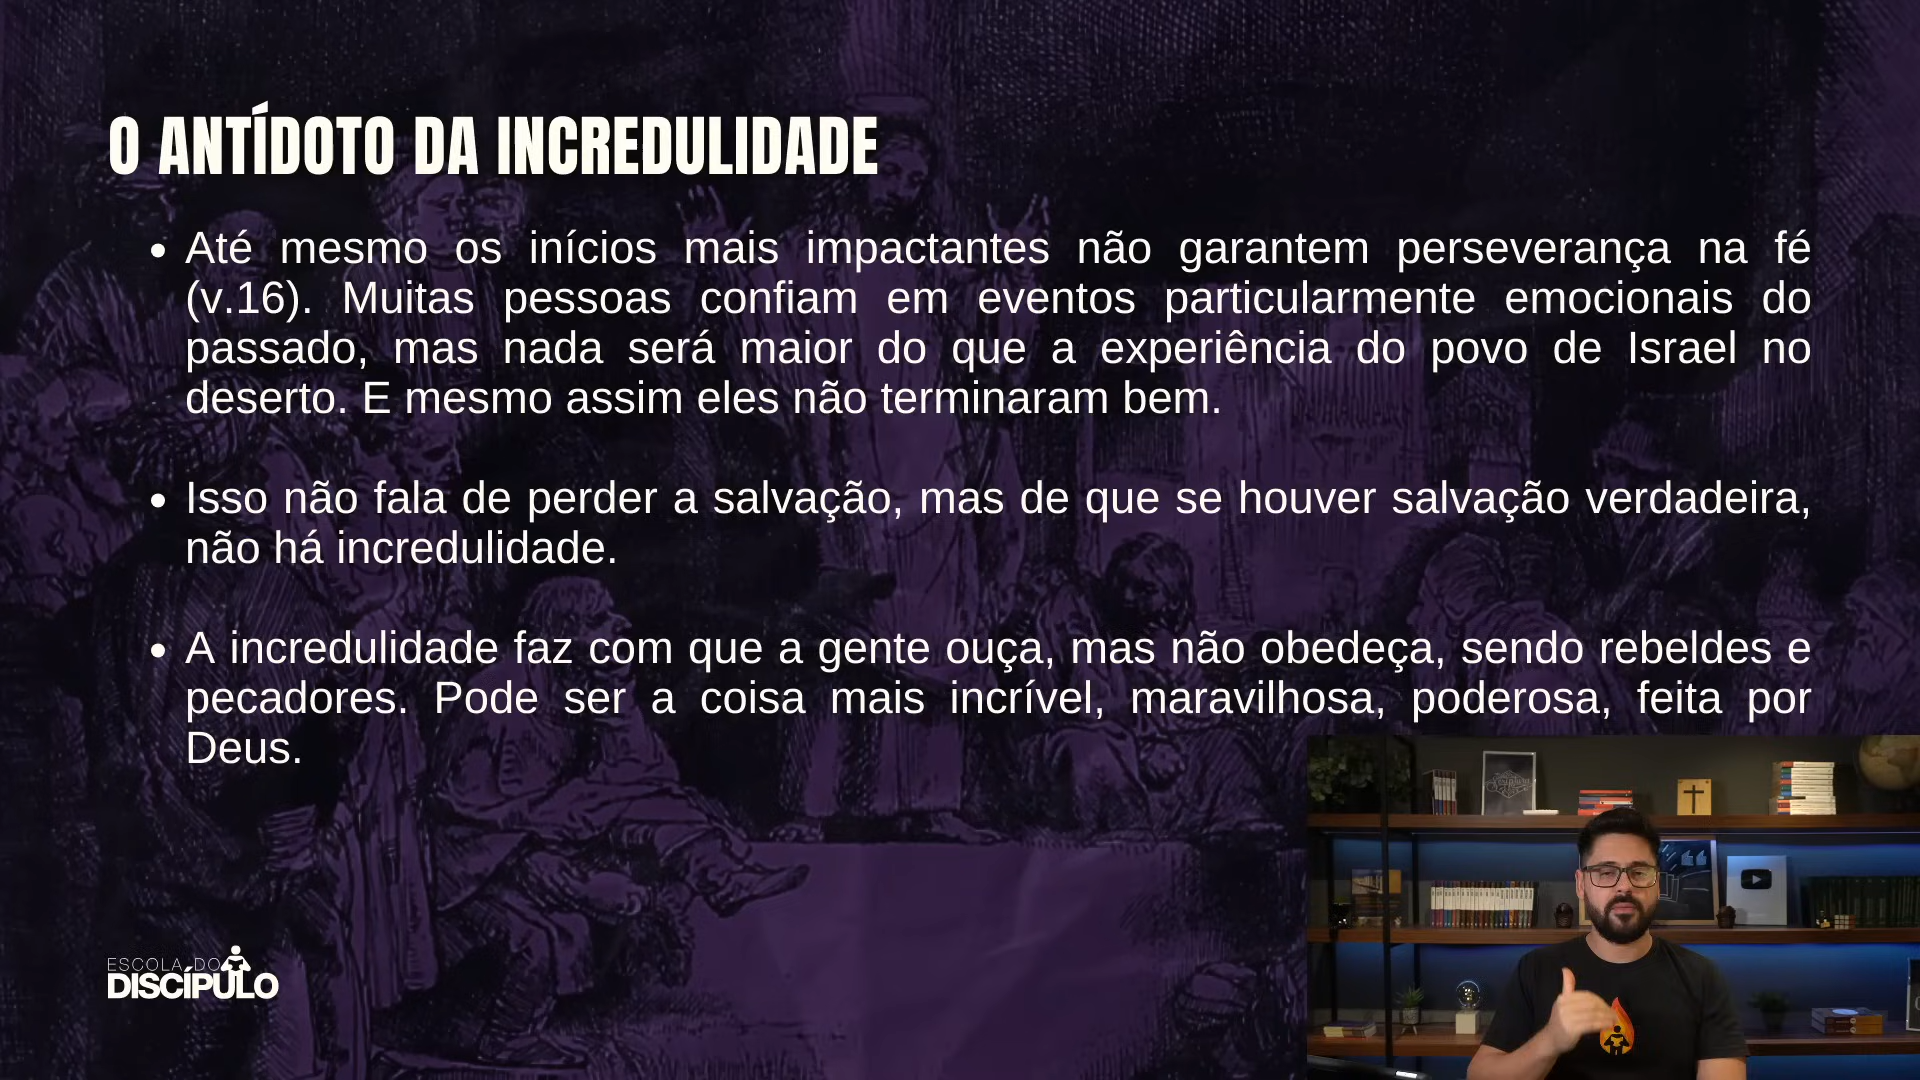 O ANTÍDOTO DA INCREDULIDADE
• Até mesmo os inícios mais impactantes não garantem perseverança na fé
(v.16). Muitas pessoas confiam em eventos particularmente emocionais do
passado, mas nada será maior do que a experiência do povo de Israel no
deserto. E mesmo assim eles não terminaram bem.
• Isso não fala de perder a salvação, mas de que se houver salvação verdadeira,
não há incredulidade.
• A incredulidade faz com que a gente ouça, mas não obedeça, sendo rebeldes e
pecadores. Pode ser a coisa mais incrível, maravilhosa, poderosa, feita por
Deus.
ESCOLA DO
DISCÍPULO